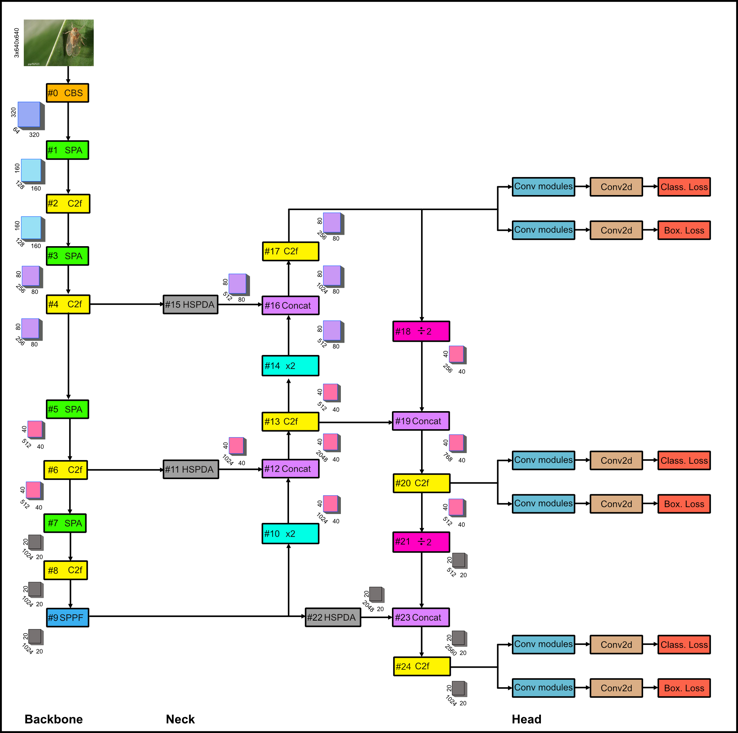 3x640x640
#0 CBS
320
64
320
#1 SPA
160
128
160
#2 C2f
160
128
160
#3 SPA
80
256
80
#4 C2f
80
256
80
#5 SPA
40
512
40
#6 C2f
40
512
40
#7 SPA
20
1024
20
#8 C2f
20
1024
20
#9 SPPF
20
1024
20
#15 HSPDA
80
512
80
#11 HSPDA
40
1024
40
#17 C2f
80
256
80
#16 Concat
80
1024
80
80
512
80
#14 x2
#13 C2f
40
512
40
#12 Concat
40
2048
40
40
1024
40
#10 x2
#22 HSPDA
20
2048
20
#18 ÷2
40
256
40
#19 Concat
40
768
40
#20 C2f
40
512
40
#21 ÷2
20
512
20
#23 Concat
20
2560
20
#24 C2f
20
1024
20
Conv modules Conv2d Class. Loss
Conv modules Conv2d Box. Loss
Conv modules Conv2d Class. Loss
Conv modules Conv2d Box. Loss
Conv modules Conv2d Class. Loss
Conv modules Conv2d Box. Loss
Backbone Neck Head